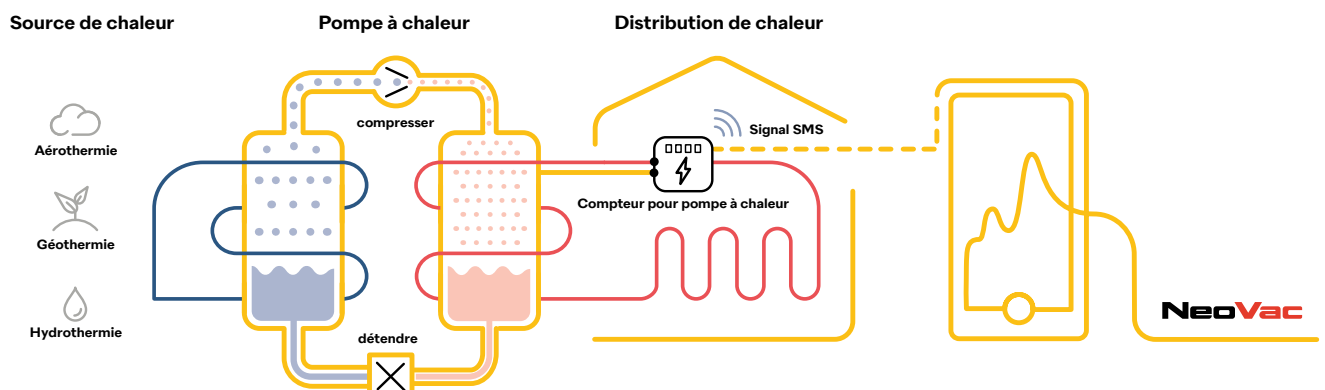 Source de chaleur
Pompe à chaleur
Distribution de chaleur
Aérothermie
Géothermie
Hydrothermie
compresser
détendre
Signal SMS
Compteur pour pompe à chaleur
NeoVac